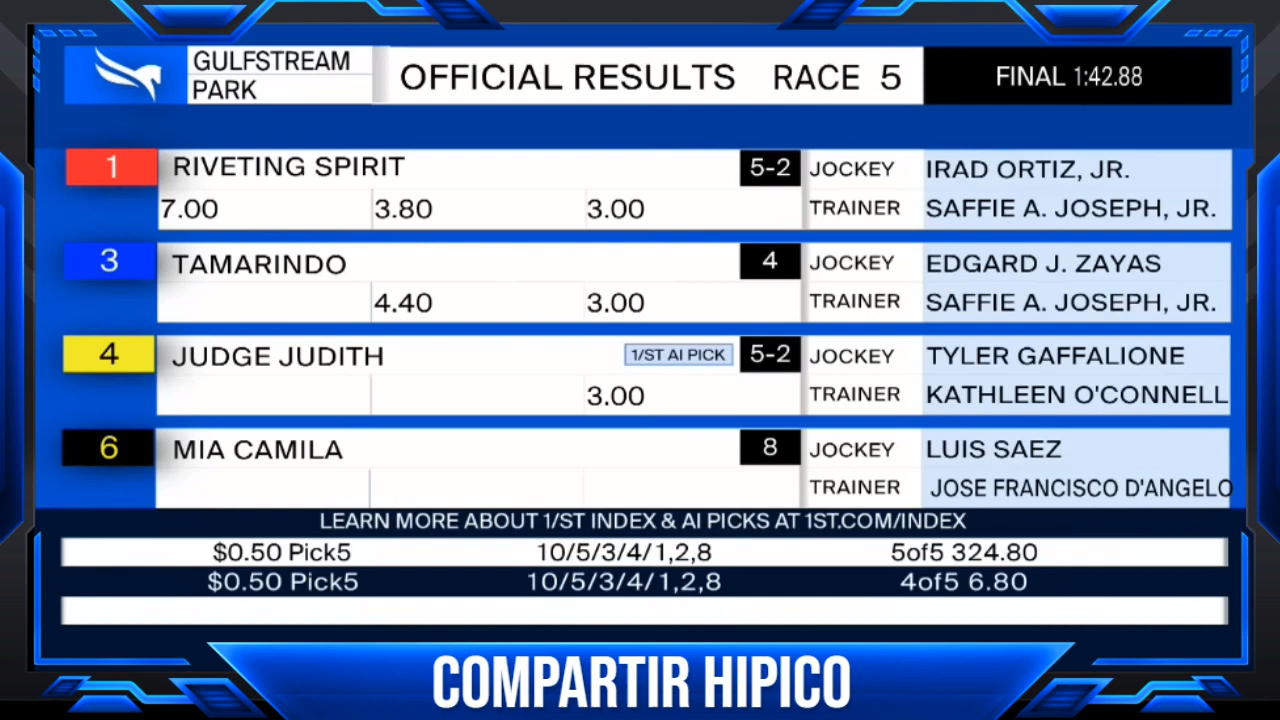 GULFSTREAM
PARK
OFFICIAL RESULTS RACE 5
FINAL 1:42.88
1 RIVETING SPIRIT 5-2 JOCKEY IRAD ORTIZ, JR.
7.00 3.80 3.00 TRAINER SAFFIE A. JOSEPH, JR.
3 TAMARINDO 4 JOCKEY EDGARD J. ZAYAS
4.40 3.00 TRAINER SAFFIE A. JOSEPH, JR.
4 JUDGE JUDITH 1/ST AI PICK 5-2 JOCKEY TYLER GAFFALIONE
3.00 TRAINER KATHLEEN O'CONNELL
6 MIA CAMILA 8 JOCKEY LUIS SAEZ
TRAINER JOSE FRANCISCO D'ANGELO
LEARN MORE ABOUT 1/ST INDEX & AI PICKS AT 1ST.COM/INDEX
$0.50 Pick5 10/5/3/4/1,2,8 5of5 324.80
$0.50 Pick5 10/5/3/4/1,2,8 4of5 6.80
COMPARTIR HIPICO